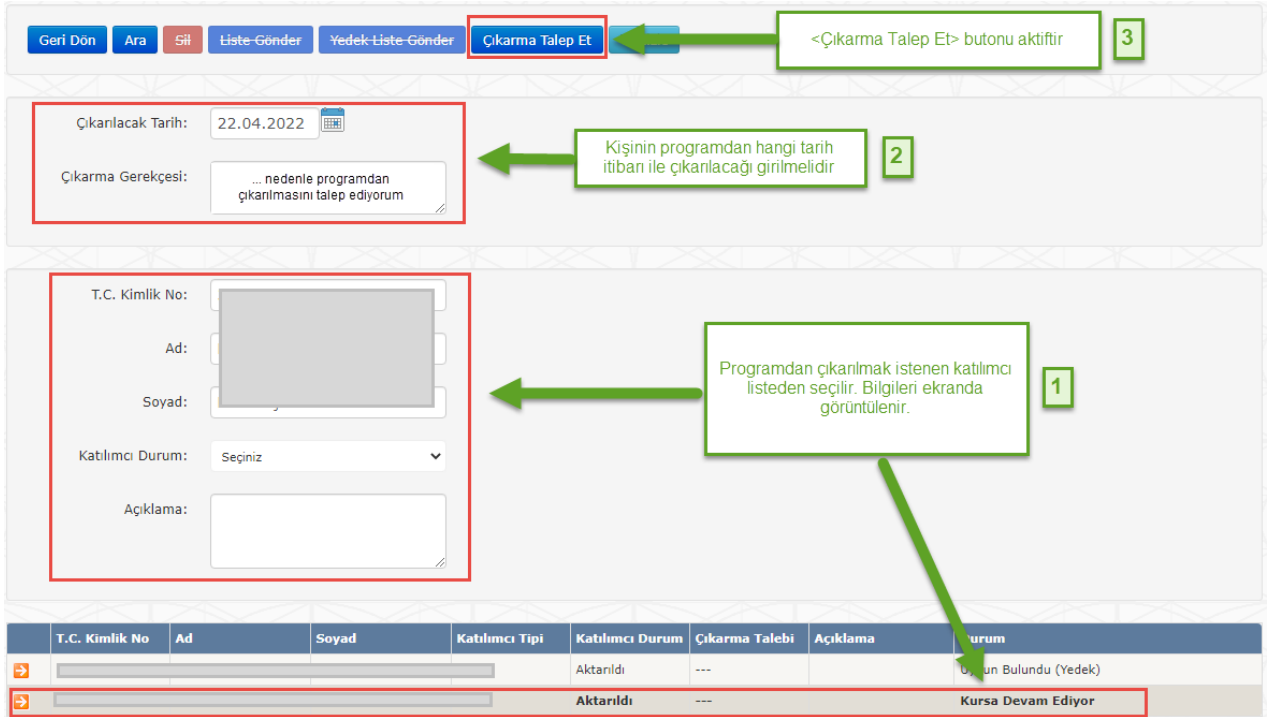 Geri Dön Ara Sil Liste Gönder Yedek Liste Gönder Çıkarma Talep Et
<Çıkarma Talep Et> butonu aktiftir
3
Çıkarılacak Tarih: 22.04.2022
Çıkarma Gerekçesi: ... nedenle programdan
çıkarılmasını talep ediyorum
Kişinin programdan hangi tarih
itibarı ile çıkarılacağı girilmelidir
2
T.C. Kimlik No:
Ad:
Soyad:
Katılımcı Durum: Seçiniz
Açıklama:
Programdan çıkarılmak istenen katılımcı
listeden seçilir. Bilgileri ekranda
görüntülenir.
1
T.C. Kimlik No Ad Soyad Katılımcı Tipi Katılımcı Durum Çıkarma Talebi Açıklama Durum
Aktarıldı --- Uygun Bulundu (Yedek)
Aktarıldı --- Kursa Devam Ediyor